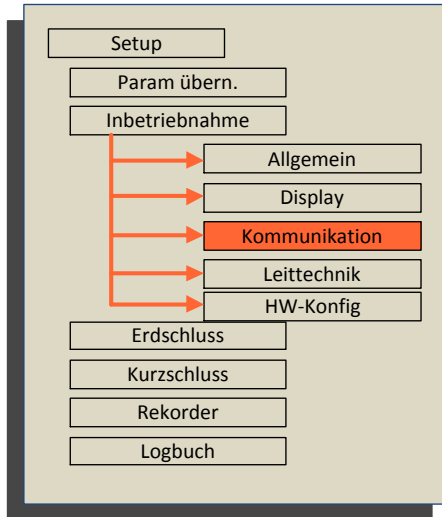 Setup
Param übern.
Inbetriebnahme
Allgemein
Display
Kommunikation
Leittechnik
HW-Konfig
Erdschluss
Kurzschluss
Rekorder
Logbuch